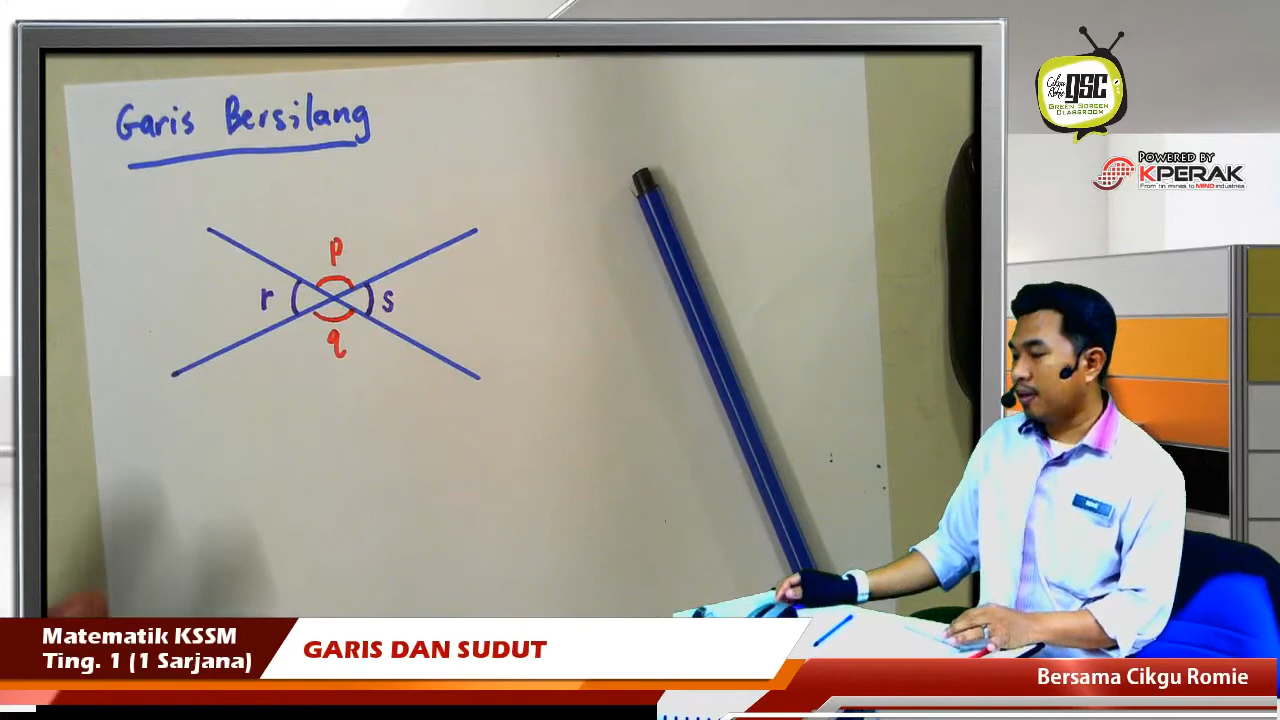 Garis Bersilang
p
r
s
q
Cikgu Romie gsc
GREEN SCREEN
CLASSROOM
POWERED BY
KPERAK
From tin mines to MIND industries
Matematik KSSM
Ting. 1 (1 Sarjana)
GARIS DAN SUDUT
Bersama Cikgu Romie